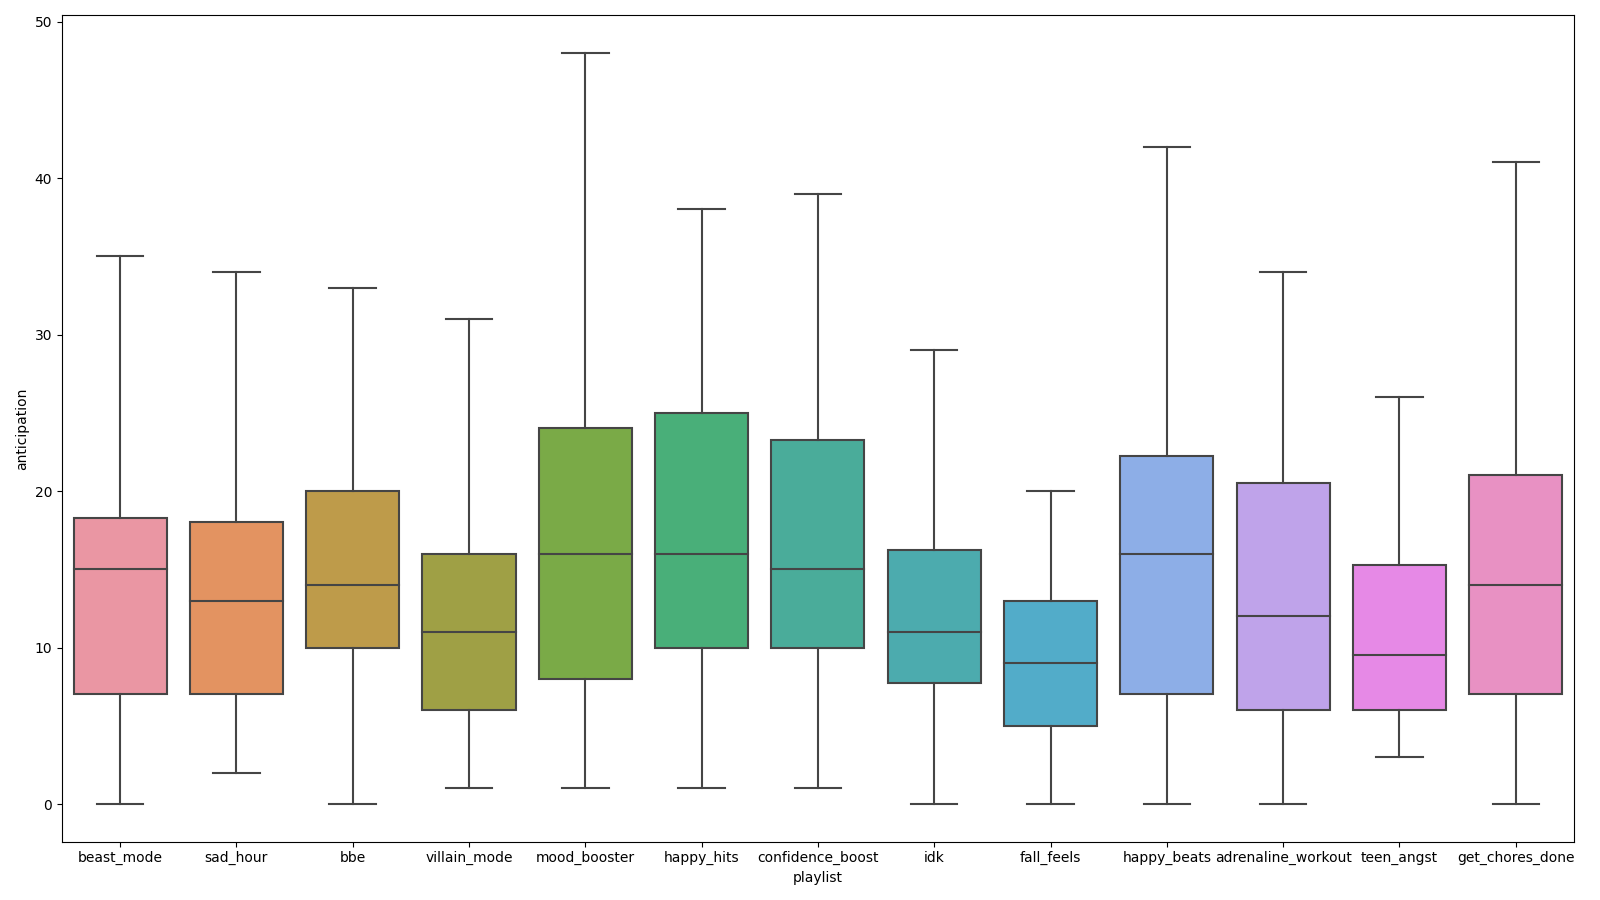 50
40
30
20
10
0
anticipation
beast_mode sad_hour bbe villain_mode mood_booster happy_hits confidence_boost idk fall_feels happy_beats adrenaline_workout teen_angst get_chores_done
playlist